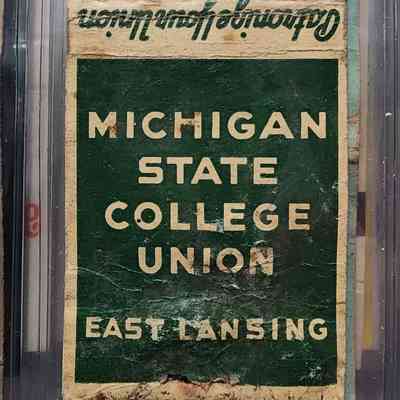 Patronize Your Union
MICHIGAN
STATE
COLLEGE
UNION
EAST LANSING